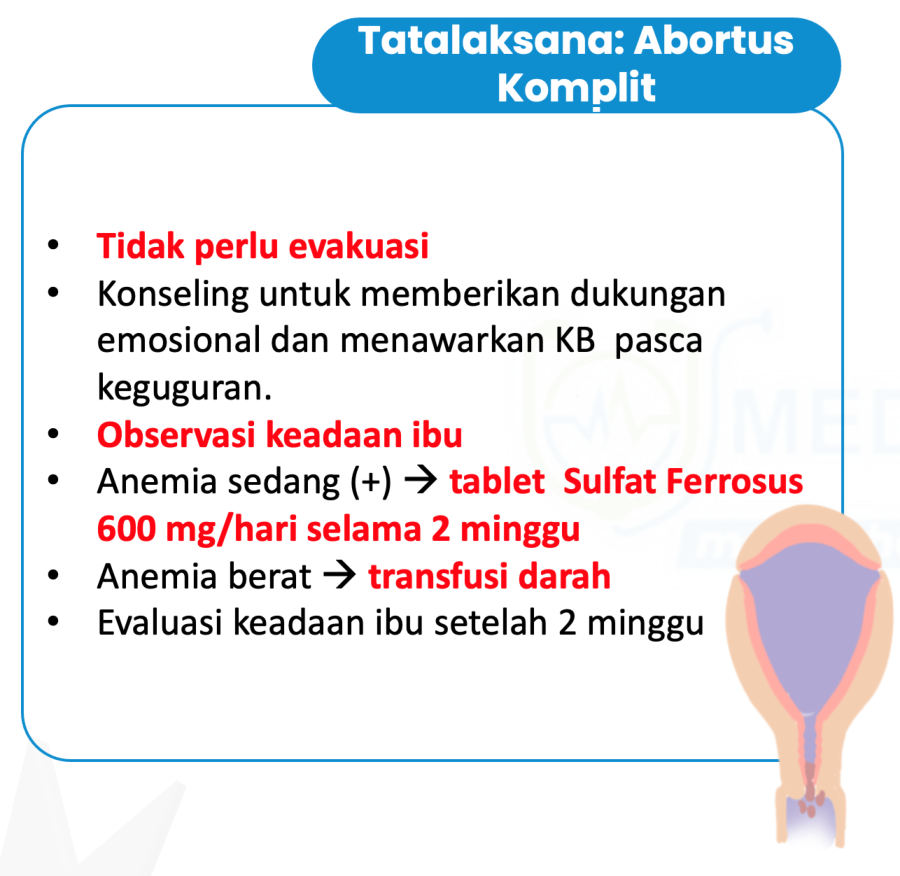 Tatalaksana: Abortus
Komplit
• Tidak perlu evakuasi
• Konseling untuk memberikan dukungan
emosional dan menawarkan KB pasca
keguguran.
• Observasi keadaan ibu
• Anemia sedang (+) → tablet Sulfat Ferrosus
600 mg/hari selama 2 minggu
• Anemia berat → transfusi darah
• Evaluasi keadaan ibu setelah 2 minggu
MED